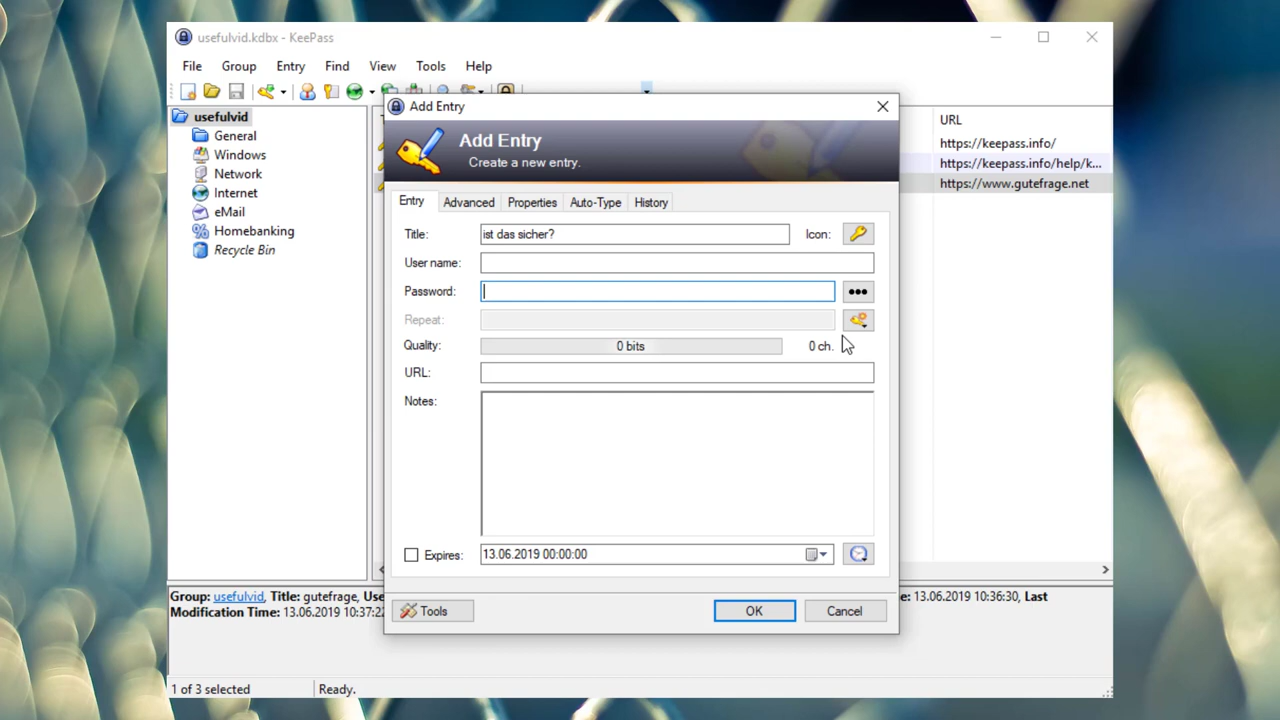 usefulvid.kdbx - KeePass
File Group Entry Find View Tools Help
Add Entry
Add Entry
Create a new entry.
Entry Advanced Properties Auto-Type History
Title: ist das sicher? Icon:
User name:
Password:
Repeat:
Quality: 0 bits 0 ch.
URL:
Notes:
Expires: 13.06.2019 00:00:00
Tools OK Cancel
usefulvid
General
Windows
Network
Internet
eMail
Homebanking
Recycle Bin
URL
https://keepass.info/
https://keepass.info/help/k...
https://www.gutefrage.net
Group: usefulvid, Title: gutefrage, 13.06.2019 10:36:30, Last
Modification Time: 13.06.2019 10:37:22
1 of 3 selected Ready.